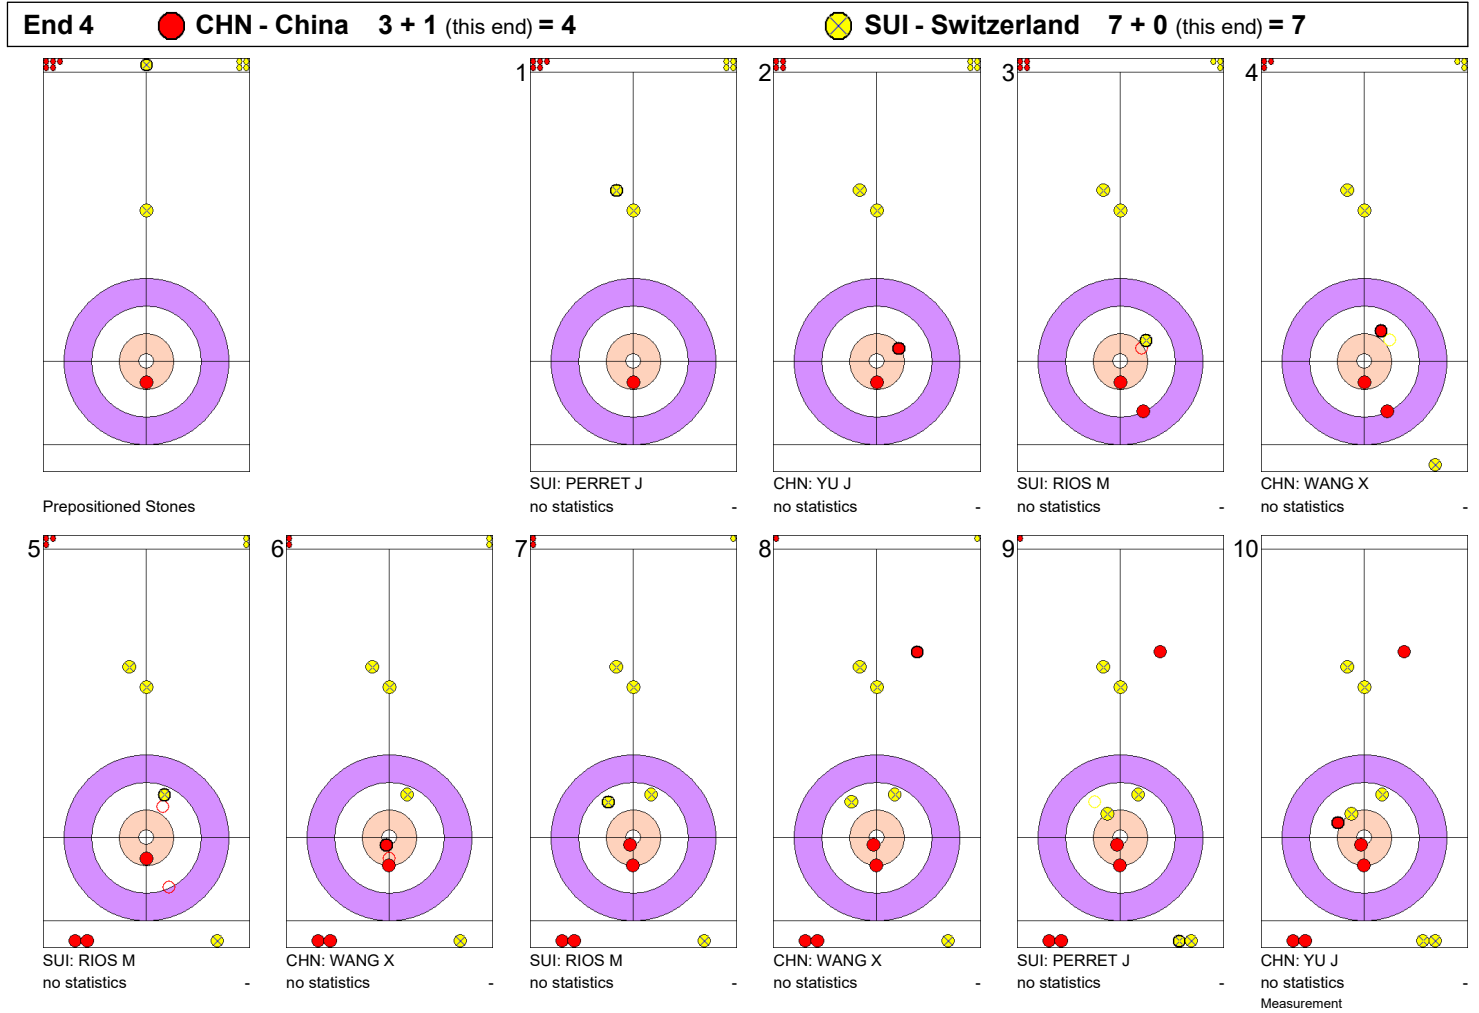 End 4 CHN - China 3 + 1 (this end) = 4 SUI - Switzerland 7 + 0 (this end) = 7
Prepositioned Stones
1
SUI: PERRET J
no statistics -
2
CHN: YU J
no statistics -
3
SUI: RIOS M
no statistics -
4
CHN: WANG X
no statistics -
5
SUI: RIOS M
no statistics -
6
CHN: WANG X
no statistics -
7
SUI: RIOS M
no statistics -
8
CHN: WANG X
no statistics -
9
SUI: PERRET J
no statistics -
10
CHN: YU J
no statistics -
Measurement